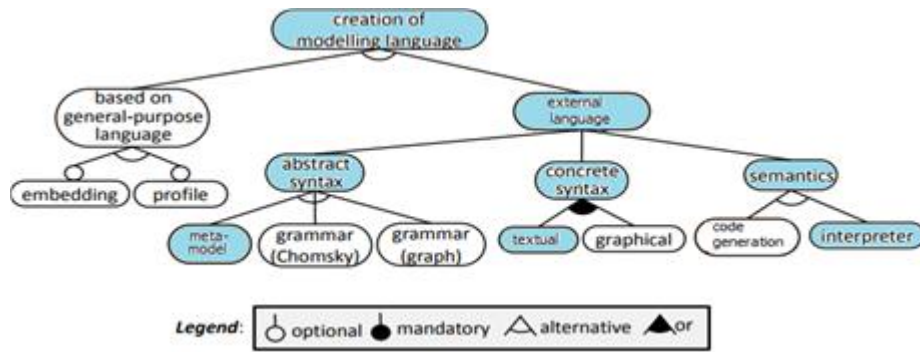 creation of
modelling language
based on
general-purpose
language
external
language
embedding
profile
abstract
syntax
concrete
syntax
semantics
meta-
model
grammar
(Chomsky)
grammar
(graph)
textual
graphical
code
generation
interpreter
Legend: optional mandatory alternative or